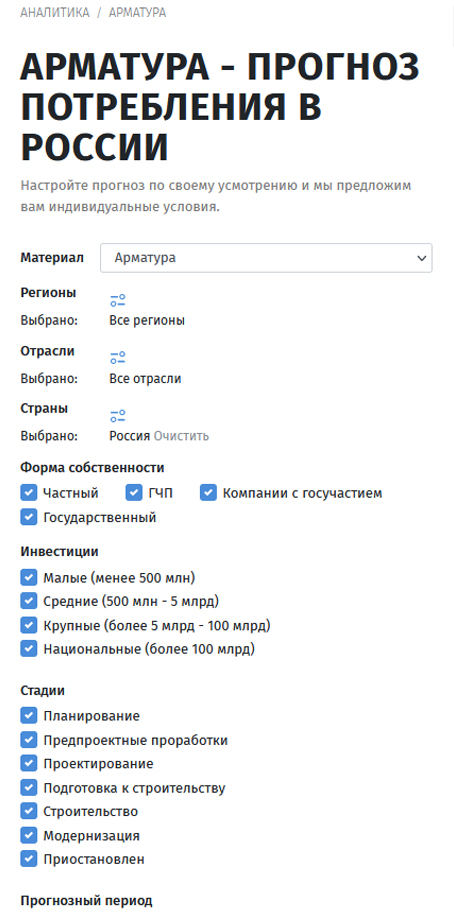 АНАЛИТИКА / АРМАТУРА
АРМАТУРА - ПРОГНОЗ
ПОТРЕБЛЕНИЯ В
РОССИИ
Настройте прогноз по своему усмотрению и мы предложим
вам индивидуальные условия.
Материал Арматура
Регионы
Выбрано: Все регионы
Отрасли
Выбрано: Все отрасли
Страны
Выбрано: Россия Очистить
Форма собственности
Частный ГЧП Компании с госучастием
Государственный
Инвестиции
Малые (менее 500 млн)
Средние (500 млн - 5 млрд)
Крупные (более 5 млрд - 100 млрд)
Национальные (более 100 млрд)
Стадии
Планирование
Предпроектные проработки
Проектирование
Подготовка к строительству
Строительство
Модернизация
Приостановлен
Прогнозный период